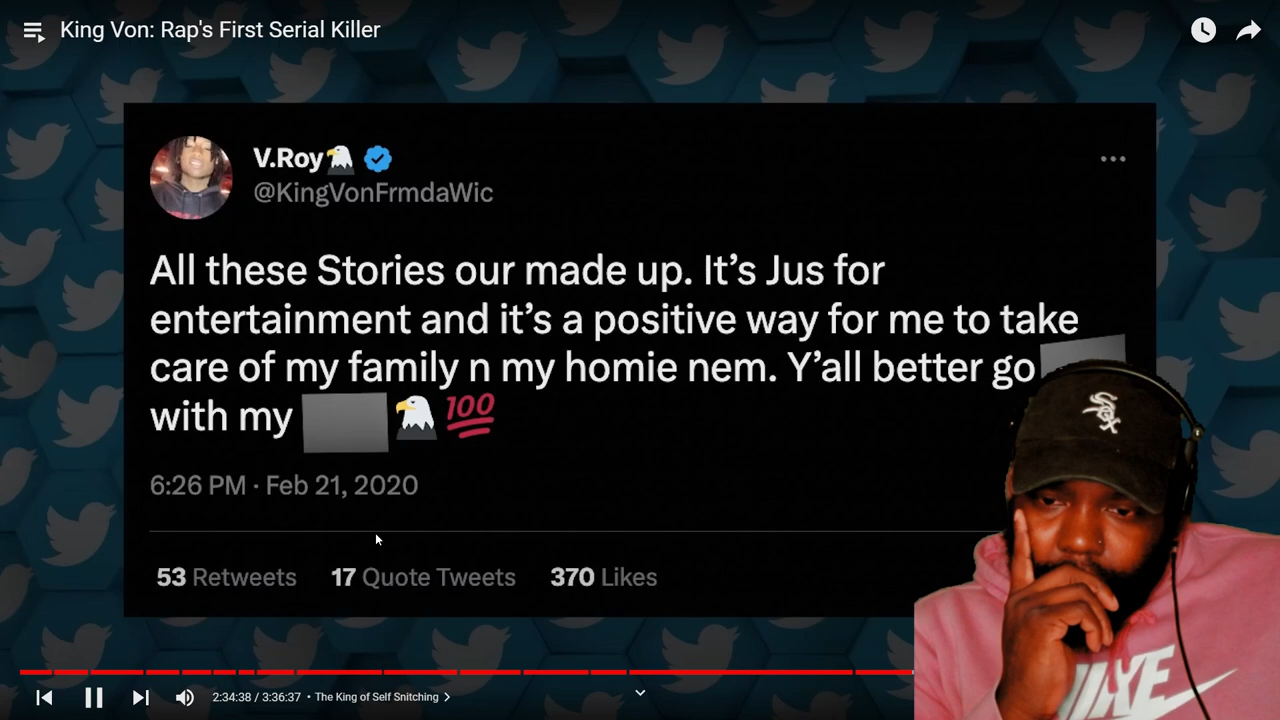 King Von: Rap's First Serial Killer
V.Roy🦅
@KingVonFrmdaWic
All these Stories our made up. It's Jus for
entertainment and it's a positive way for me to take
care of my family n my homie nem. Y'all better go
with my 🦅💯
6:26 PM · Feb 21, 2020
53 Retweets 17 Quote Tweets 370 Likes
Sox
NIKE
2:34:38 / 3:36:37 • The King of Self Snitching >